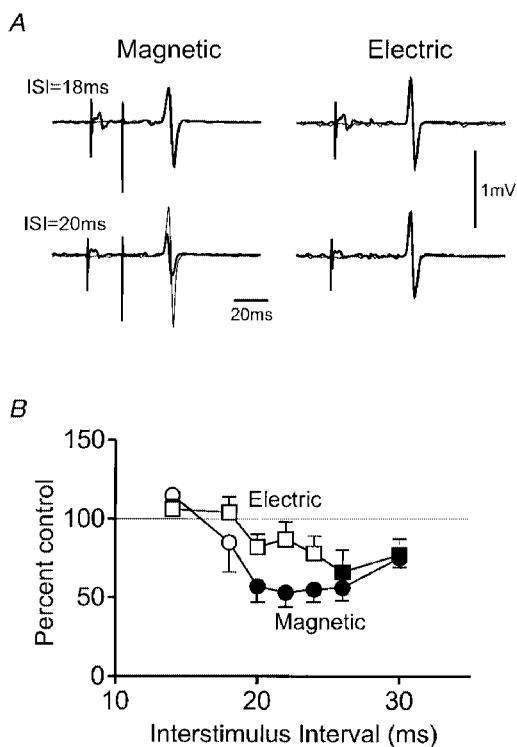 A
Magnetic Electric
ISI=18ms
1mV
ISI=20ms
20ms
B
150
Electric
100
Percent control
50
Magnetic
0
10 20 30
Interstimulus Interval (ms)